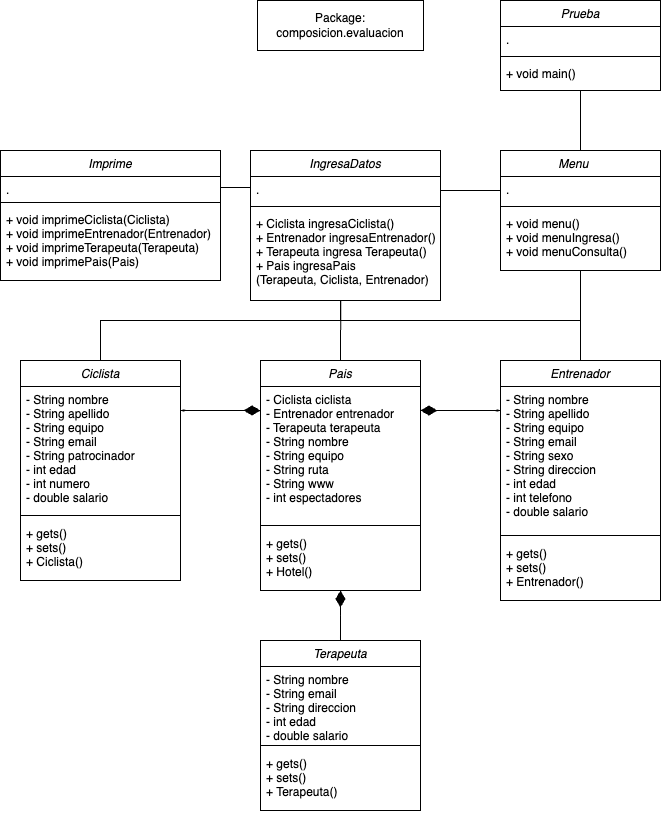 Package:
composicion.evaluacion
Prueba
.
+ void main()
Imprime
.
+ void imprimeCiclista(Ciclista)
+ void imprimeEntrenador(Entrenador)
+ void imprimeTerapeuta(Terapeuta)
+ void imprimePais(Pais)
IngresaDatos
.
+ Ciclista ingresaCiclista()
+ Entrenador ingresaEntrenador()
+ Terapeuta ingresa Terapeuta()
+ Pais ingresaPais
(Terapeuta, Ciclista, Entrenador)
Menu
.
+ void menu()
+ void menuIngresa()
+ void menuConsulta()
Ciclista
- String nombre
- String apellido
- String equipo
- String email
- String patrocinador
- int edad
- int numero
- double salario
+ gets()
+ sets()
+ Ciclista()
Pais
- Ciclista ciclista
- Entrenador entrenador
- Terapeuta terapeuta
- String nombre
- String equipo
- String ruta
- String www
- int espectadores
+ gets()
+ sets()
+ Hotel()
Entrenador
- String nombre
- String apellido
- String equipo
- String email
- String sexo
- String direccion
- int edad
- int telefono
- double salario
+ gets()
+ sets()
+ Entrenador()
Terapeuta
- String nombre
- String email
- String direccion
- int edad
- double salario
+ gets()
+ sets()
+ Terapeuta()